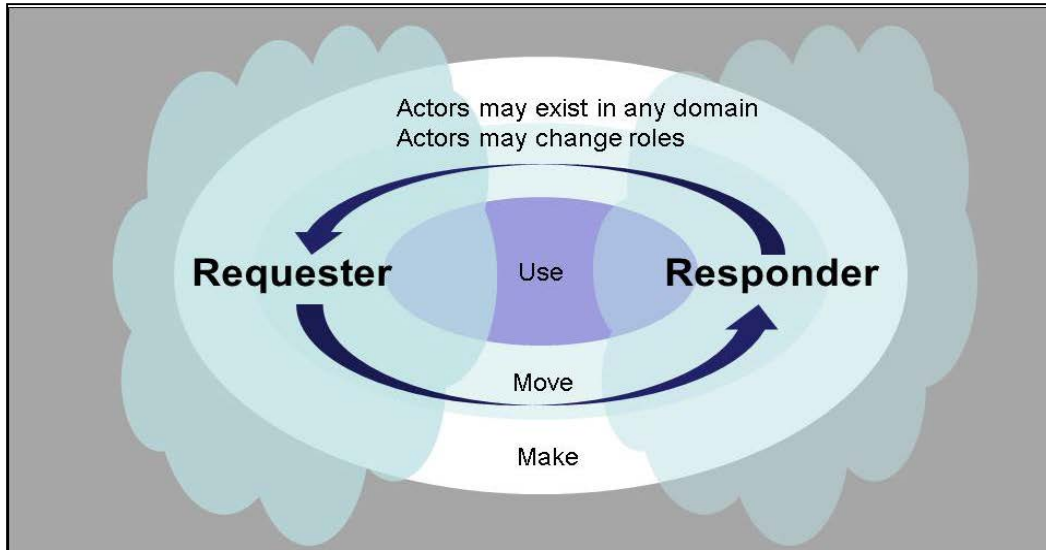 Actors may exist in any domain
Actors may change roles
Requester
Use
Responder
Move
Make